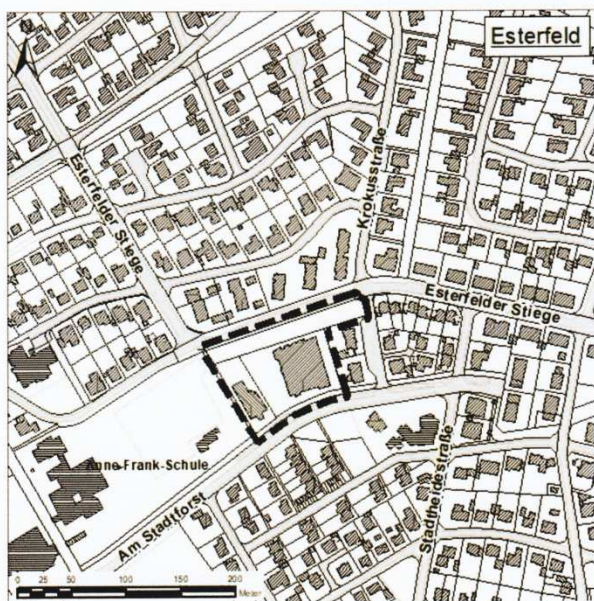 Esterfeld
Esterfelder Stiege
Krokusstraße
Esterfelder Stiege
Anne-Frank-Schule
Am Stadtforst
Stadtheidestraße
0 25 50 100 150 200
Meter